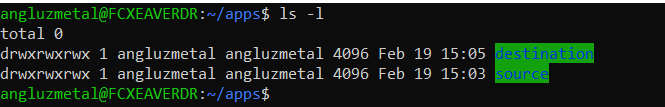 angluzmetal@FCXEAVERDR:~/apps$ ls -l
total 0
drwxrwxrwx 1 angluzmetal angluzmetal 4096 Feb 19 15:05 destination
drwxrwxrwx 1 angluzmetal angluzmetal 4096 Feb 19 15:03 source
angluzmetal@FCXEAVERDR:~/apps$